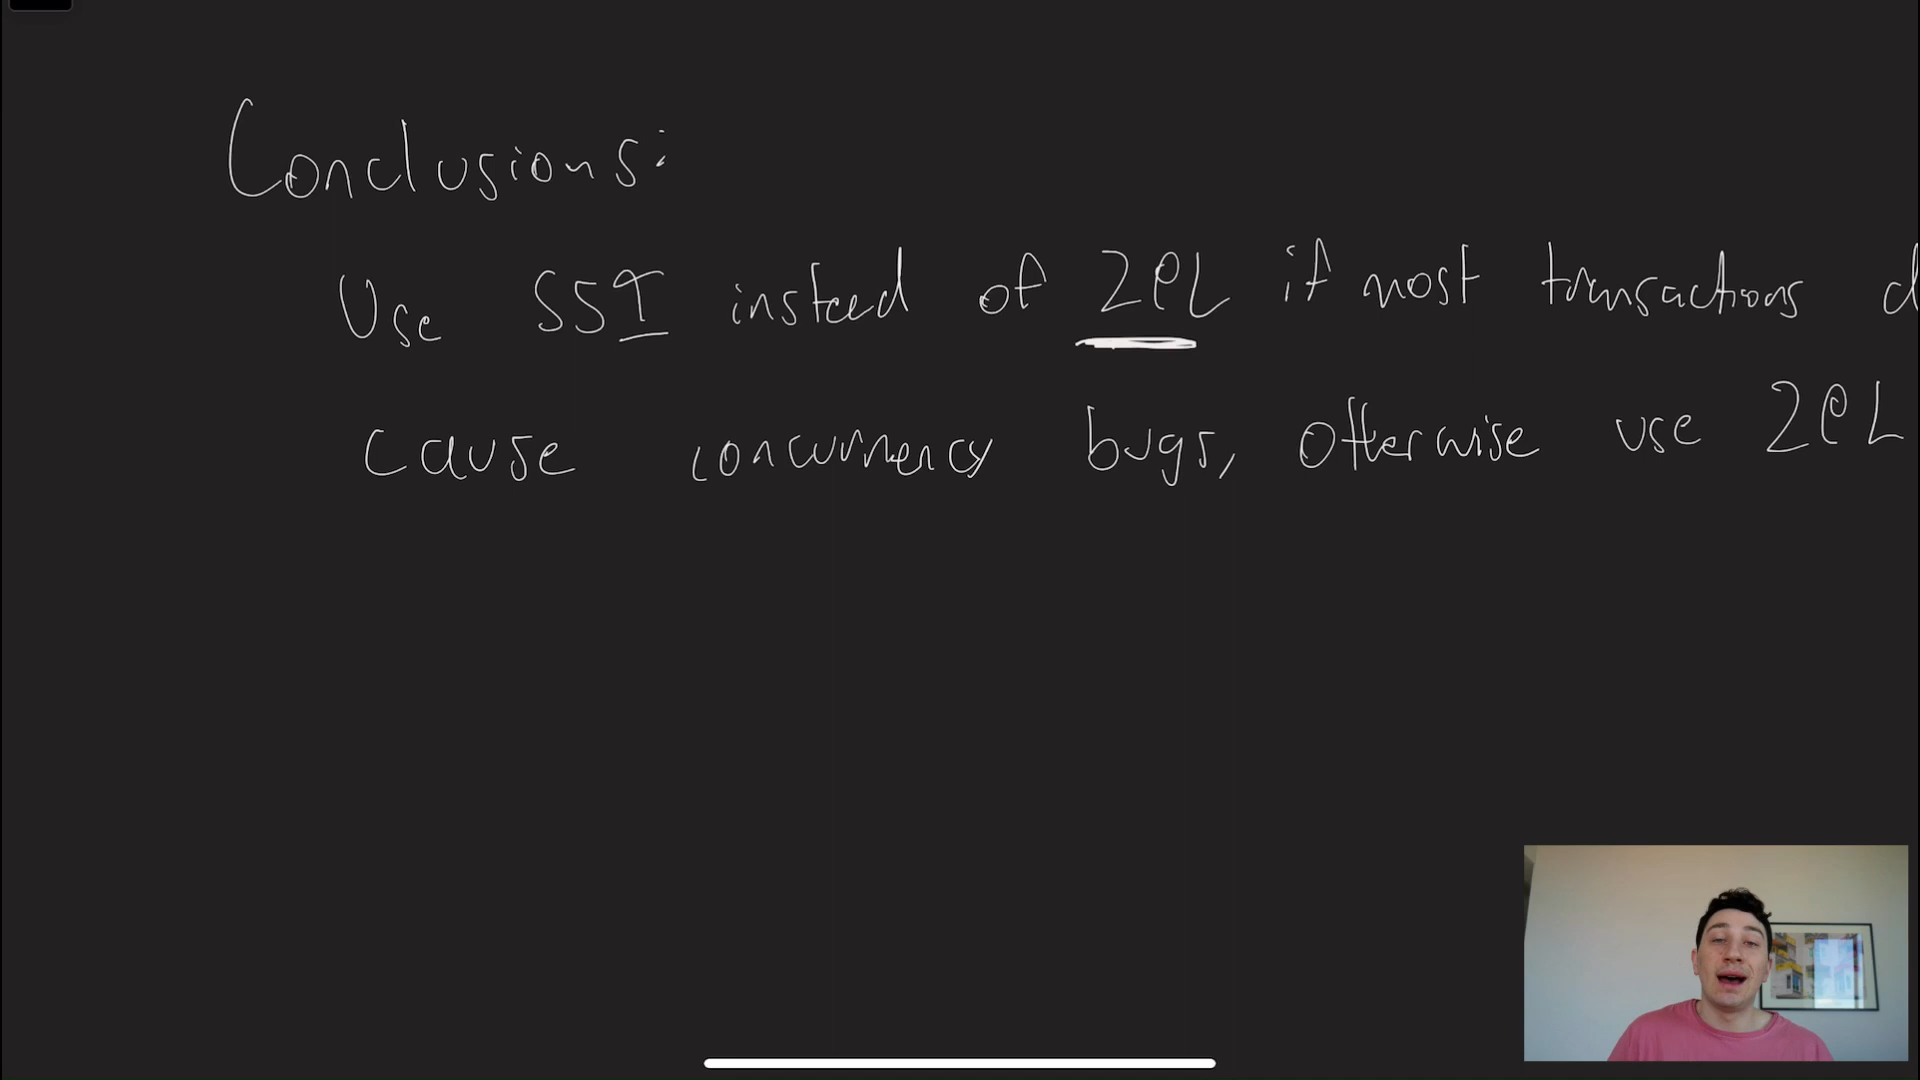 Conclusions:
Use SSI instead of 2PL if most transactions d
cause concurrency bugs, otherwise use 2PL